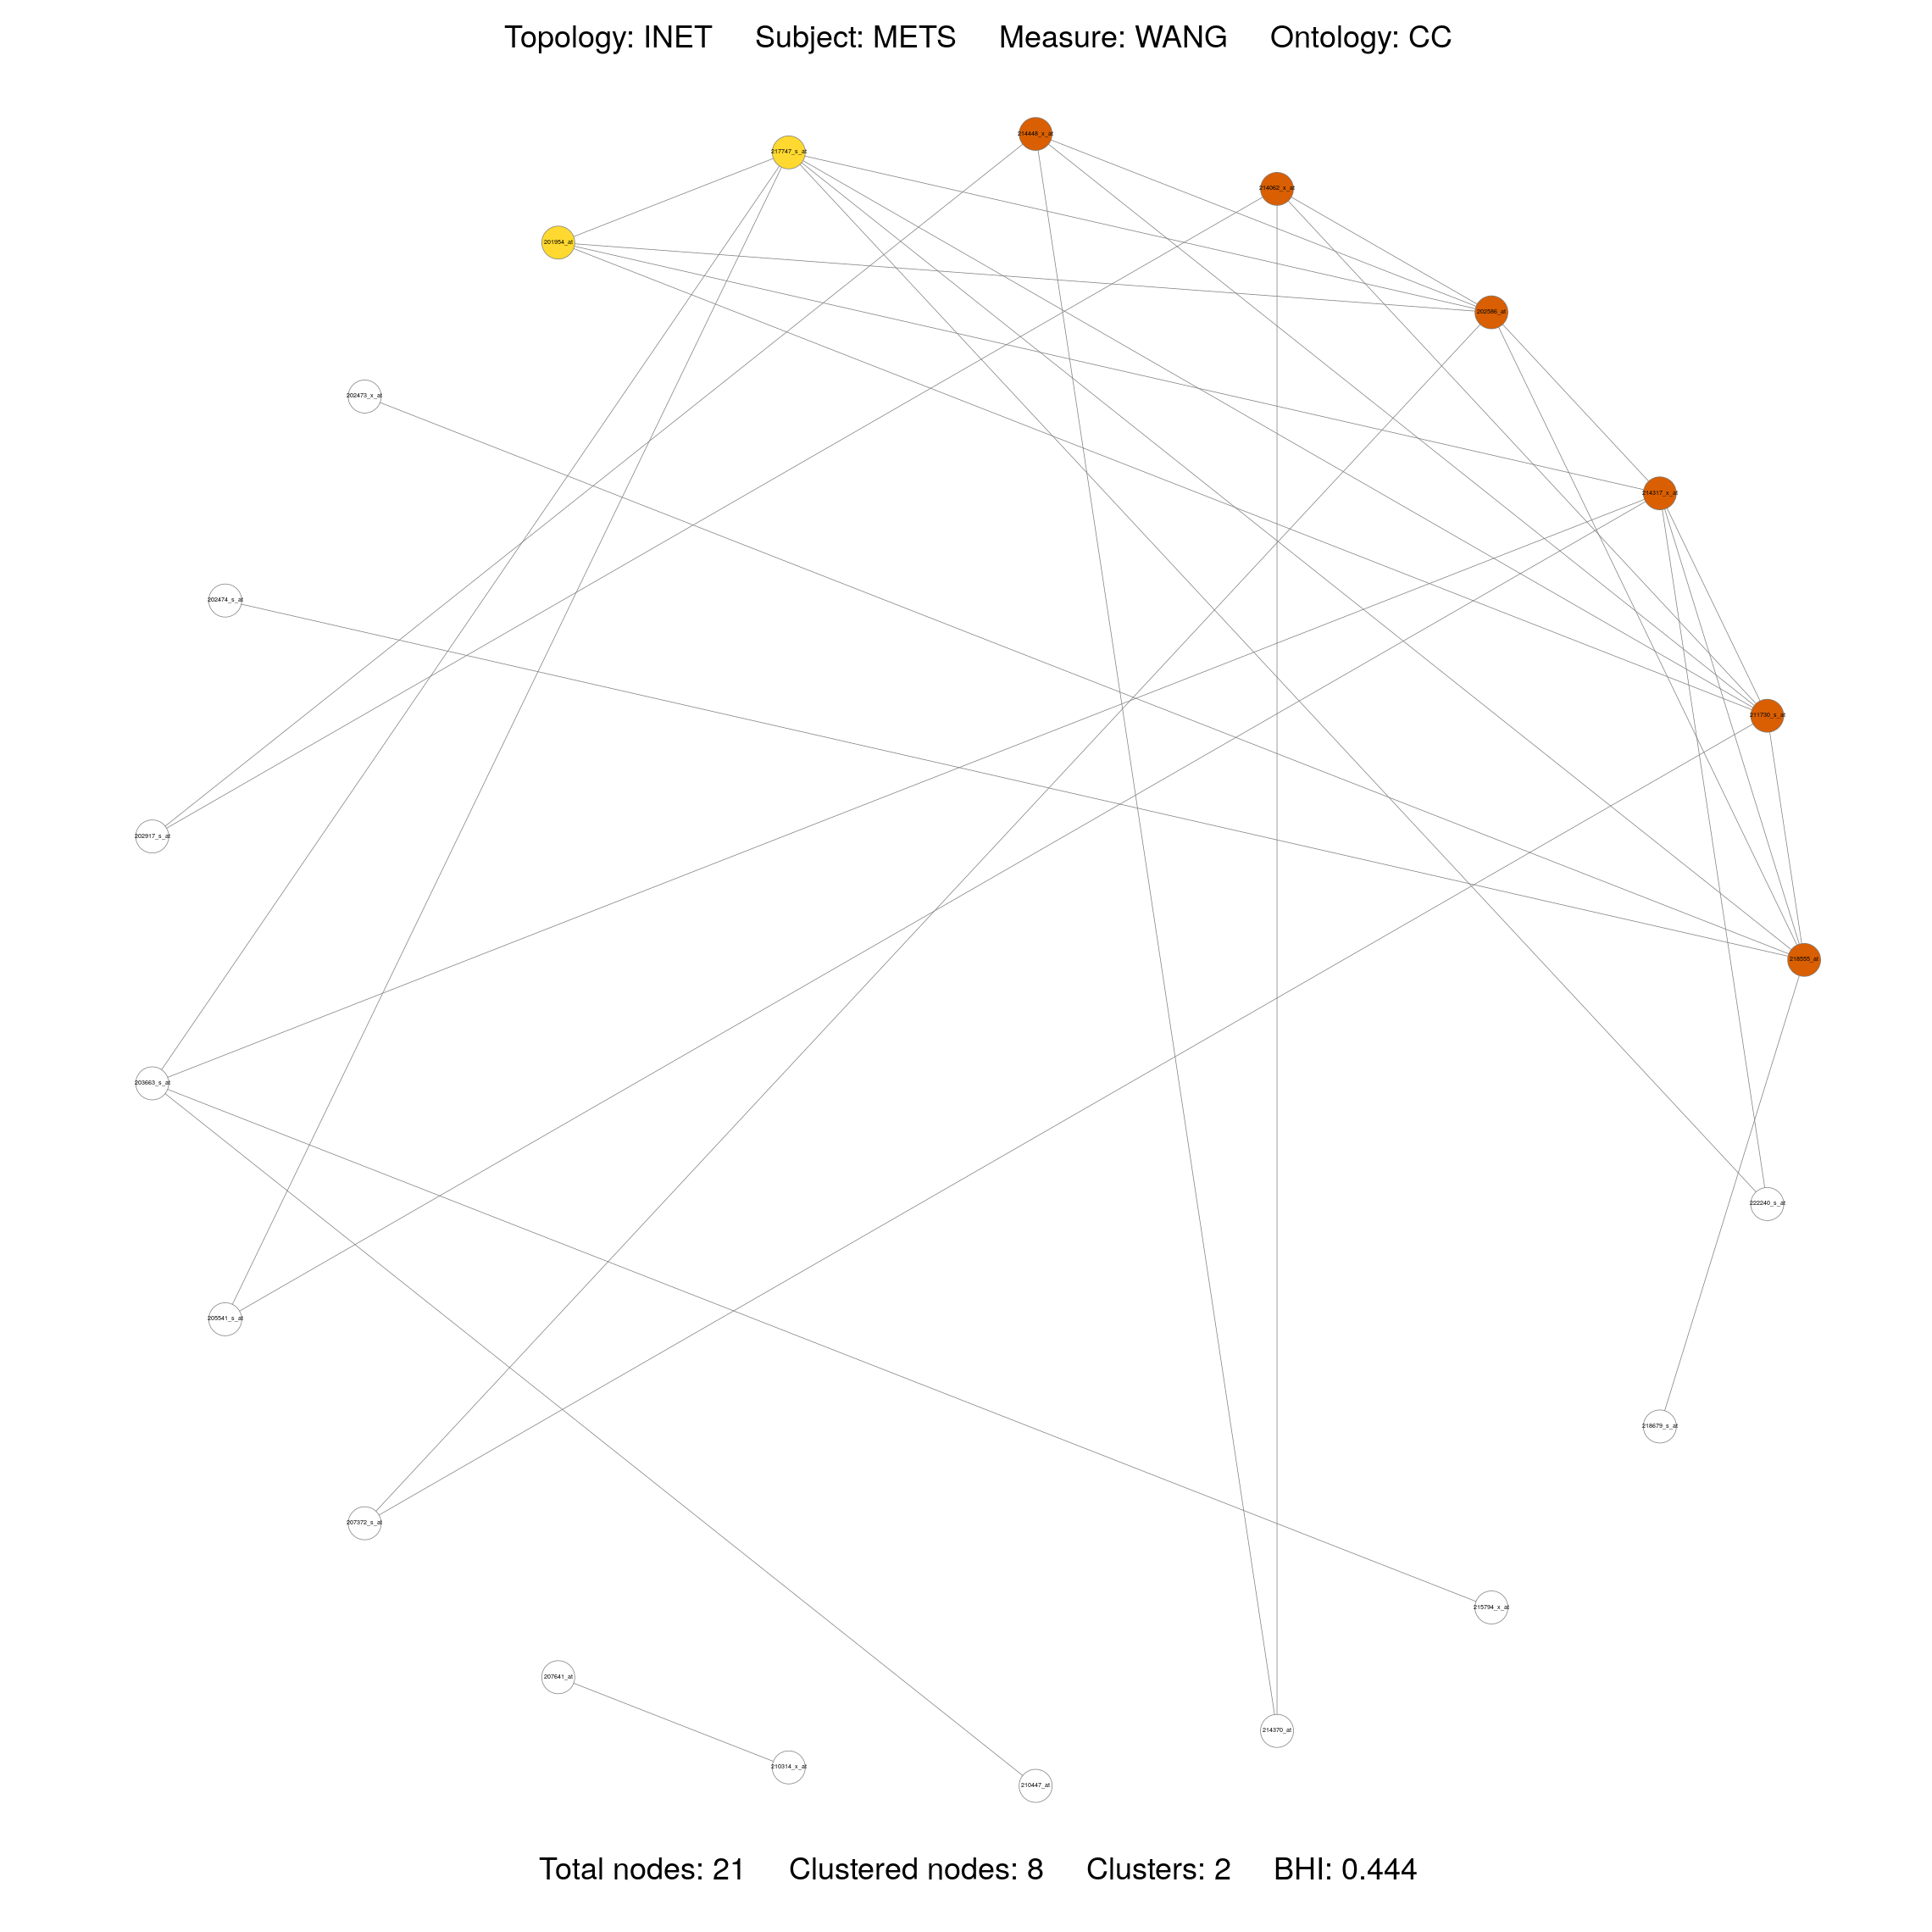 Topology: INET Subject: METS Measure: WANG Ontology: CC
214448_x_at
217747_s_at
214062_x_at
201954_at
202586_at
202473_x_at
214317_x_at
202474_s_at
211730_s_at
202917_s_at
218555_at
203663_s_at
222240_s_at
205541_s_at
218679_s_at
207372_s_at
215794_x_at
207641_at
214370_at
210314_x_at
210447_at
Total nodes: 21 Clustered nodes: 8 Clusters: 2 BHI: 0.444